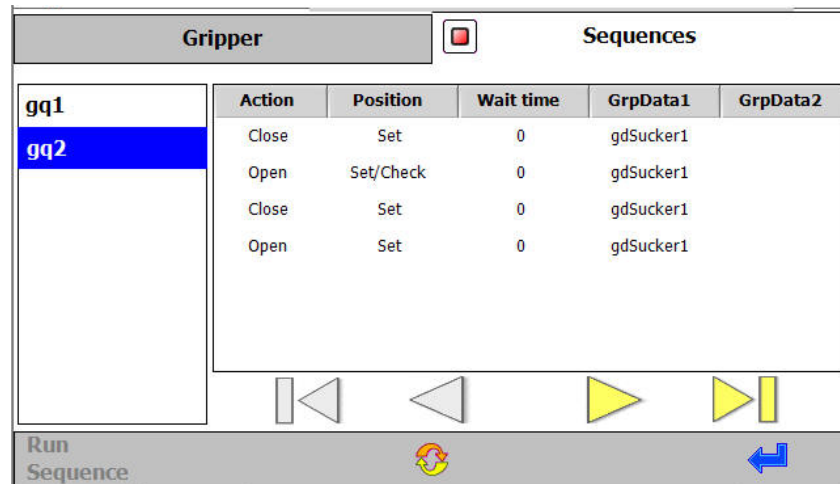 Gripper Sequences
gq1
gq2
Action Position Wait time GrpData1 GrpData2
Close Set 0 gdSucker1
Open Set/Check 0 gdSucker1
Close Set 0 gdSucker1
Open Set 0 gdSucker1
Run
Sequence